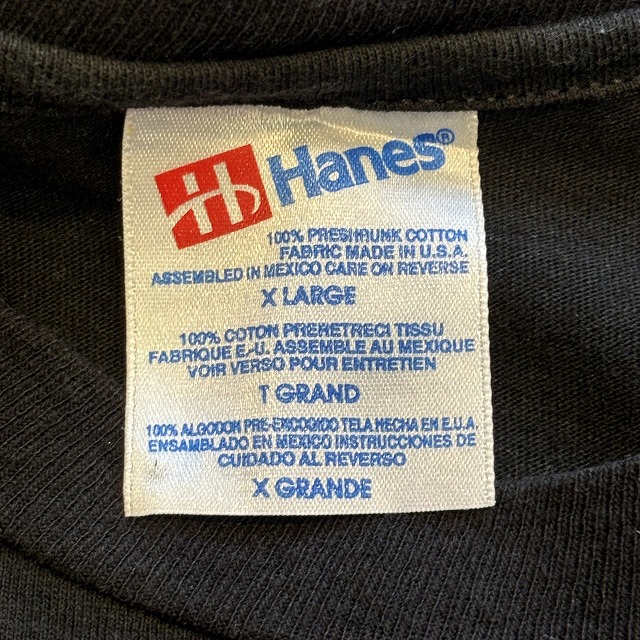 H Hanes®
100% PRESHRUNK COTTON
FABRIC MADE IN U.S.A.
ASSEMBLED IN MEXICO CARE ON REVERSE
X LARGE
100% COTON PRERETRECI TISSU
FABRIQUE E.-U. ASSEMBLE AU MEXIQUE
VOIR VERSO POUR ENTRETIEN
T GRAND
100% ALGODON PRE-ENCOGIDO TELA HECHA EN E.U.A.
ENSAMBLADO EN MEXICO INSTRUCCIONES DE
CUIDADO AL REVERSO
X GRANDE